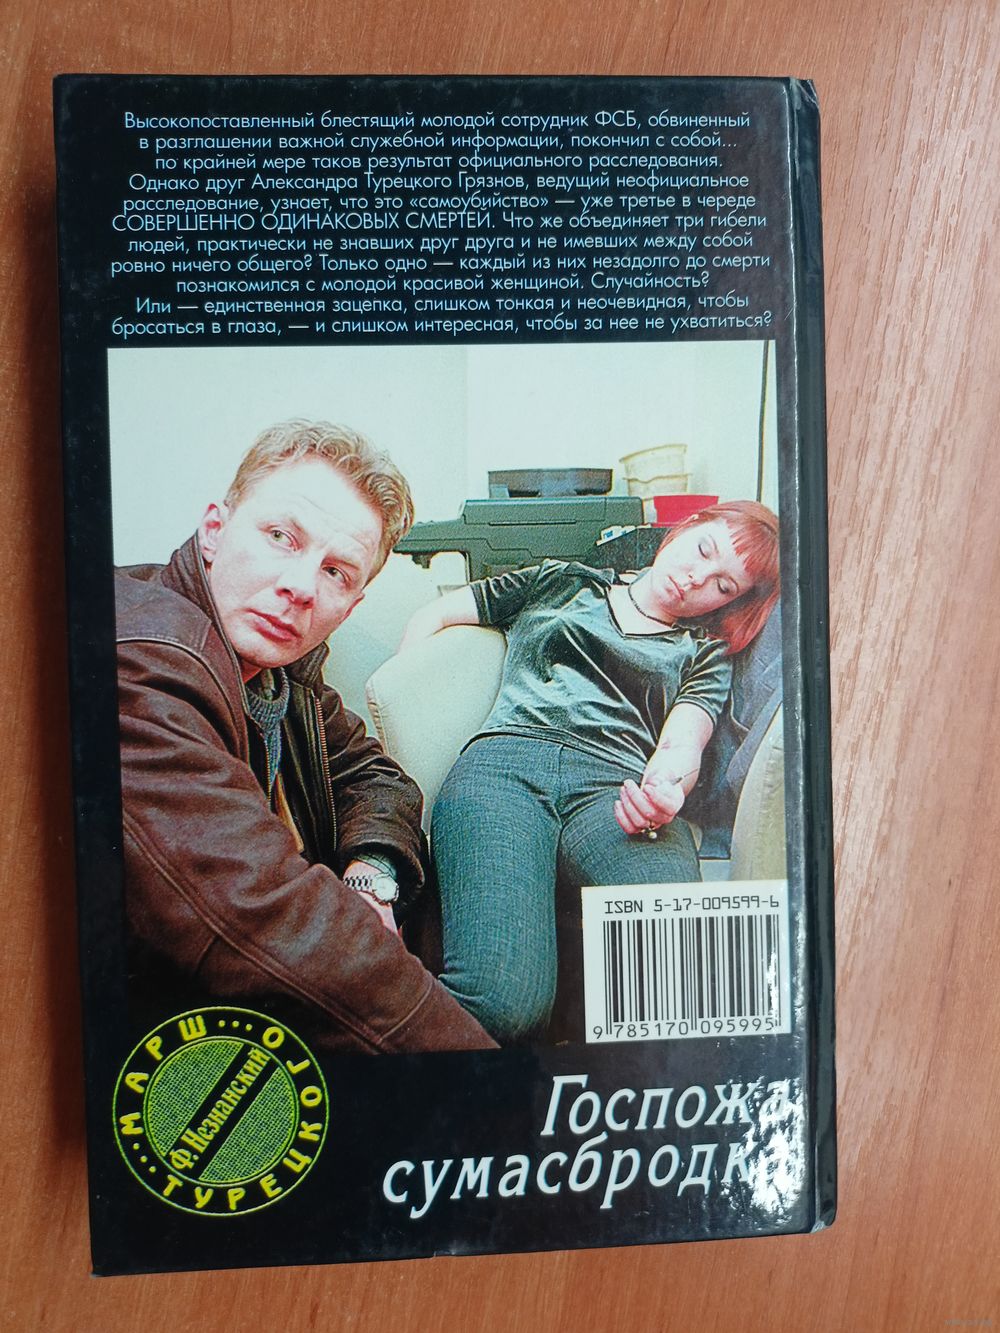 Высокопоставленный блестящий молодой сотрудник ФСБ, обвиненный
в разглашении важной служебной информации, покончил с собой...
по крайней мере таков результат официального расследования.
Однако друг Александра Турецкого Грязнов, ведущий неофициальное
расследование, узнает, что это «самоубийство» — уже третье в череде
СОВЕРШЕННО ОДИНАКОВЫХ СМЕРТЕЙ. Что же объединяет три гибели
людей, практически не знавших друг друга и не имевших между собой
ровно ничего общего? Только одно — каждый из них незадолго до смерти
познакомился с молодой красивой женщиной. Случайность?
Или — единственная зацепка, слишком тонкая и неочевидная, чтобы
бросаться в глаза, — и слишком интересная, чтобы за нее не ухватиться?
ISBN 5-17-009599-6
9 785170 095995
МАРШ...
ТУРЕЦКОГО...
Ф. Незнанский
Госпожа
сумасбродка